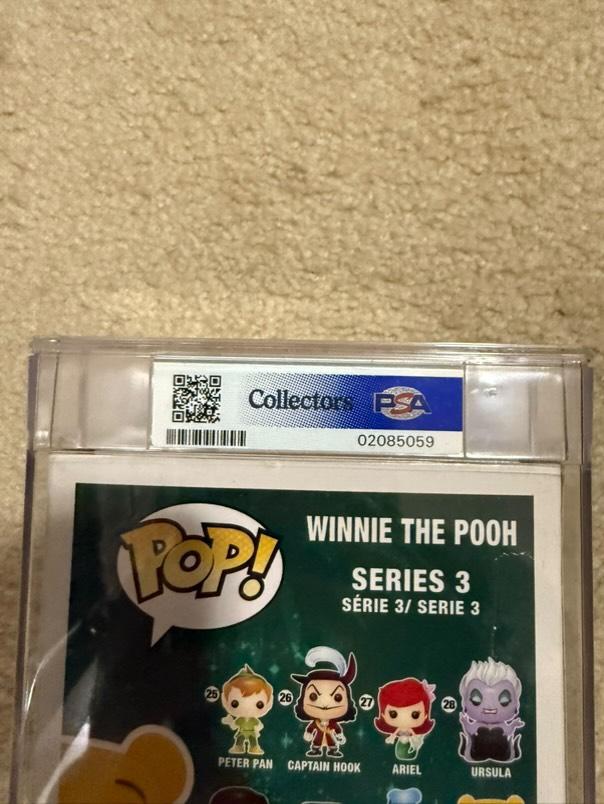 Collectors PSA
02085059
POP!
WINNIE THE POOH
SERIES 3
SÉRIE 3/ SERIE 3
25 26 27 28
PETER PAN CAPTAIN HOOK ARIEL URSULA